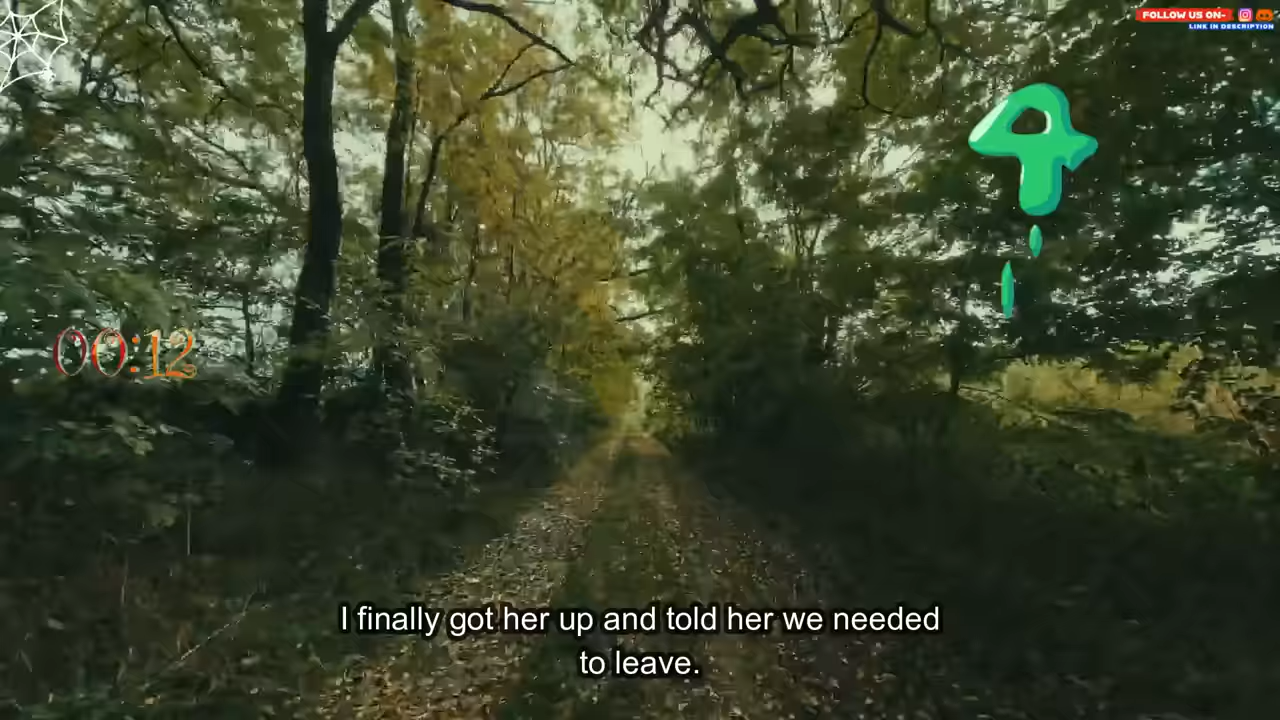 FOLLOW US ON-
LINK IN DESCRIPTION
4
00:12
I finally got her up and told her we needed
to leave.